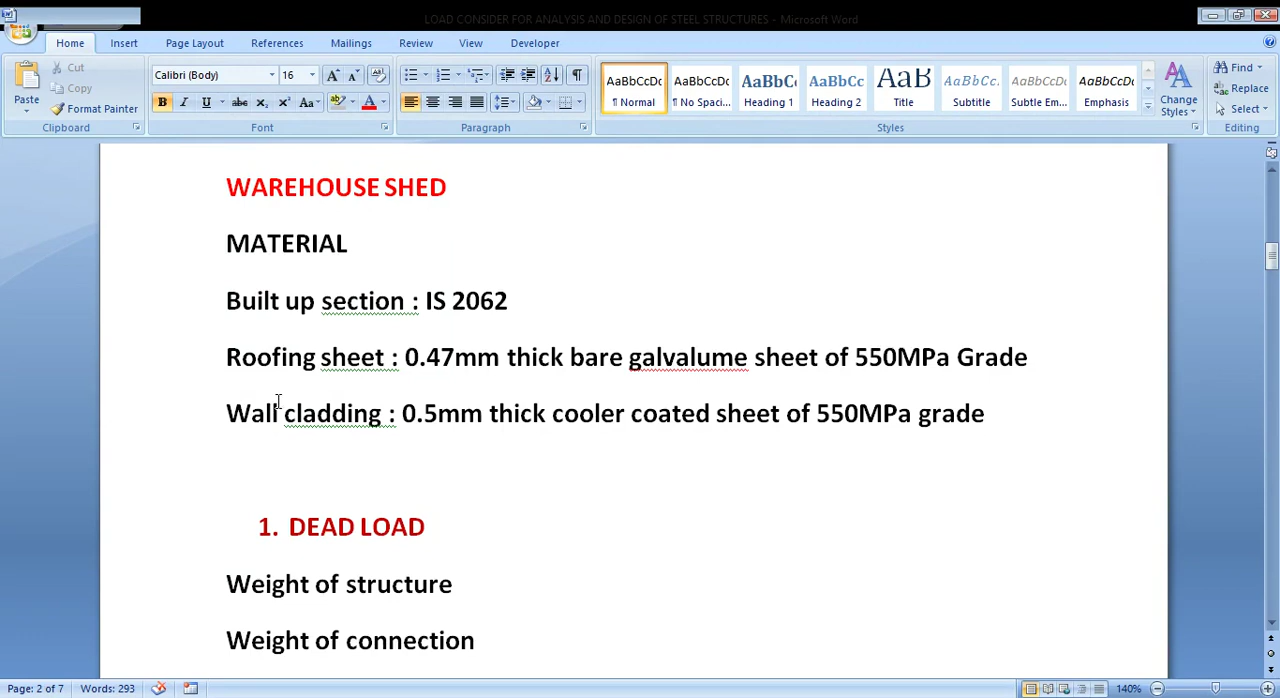 LOAD CONSIDER FOR ANALYSIS AND DESIGN OF STEEL STRUCTURES - Microsoft Word
Home Insert Page Layout References Mailings Review View Developer
Paste
Cut
Copy
Format Painter
Clipboard
Calibri (Body) 16
B I U abc x₂ x² Aa
Font
Paragraph
AaBbCcDc AaBbCcDc AaBbCc AaBbCc AaB AaBbCc. AaBbCcDc AaBbCcDc
¶ Normal ¶ No Spaci... Heading 1 Heading 2 Title Subtitle Subtle Em... Emphasis
Change Styles
Styles
Find
Replace
Select
Editing
WAREHOUSE SHED
MATERIAL
Built up section : IS 2062
Roofing sheet : 0.47mm thick bare galvalume sheet of 550MPa Grade
Wall cladding : 0.5mm thick cooler coated sheet of 550MPa grade
1. DEAD LOAD
Weight of structure
Weight of connection
Page: 2 of 7 Words: 293 140%